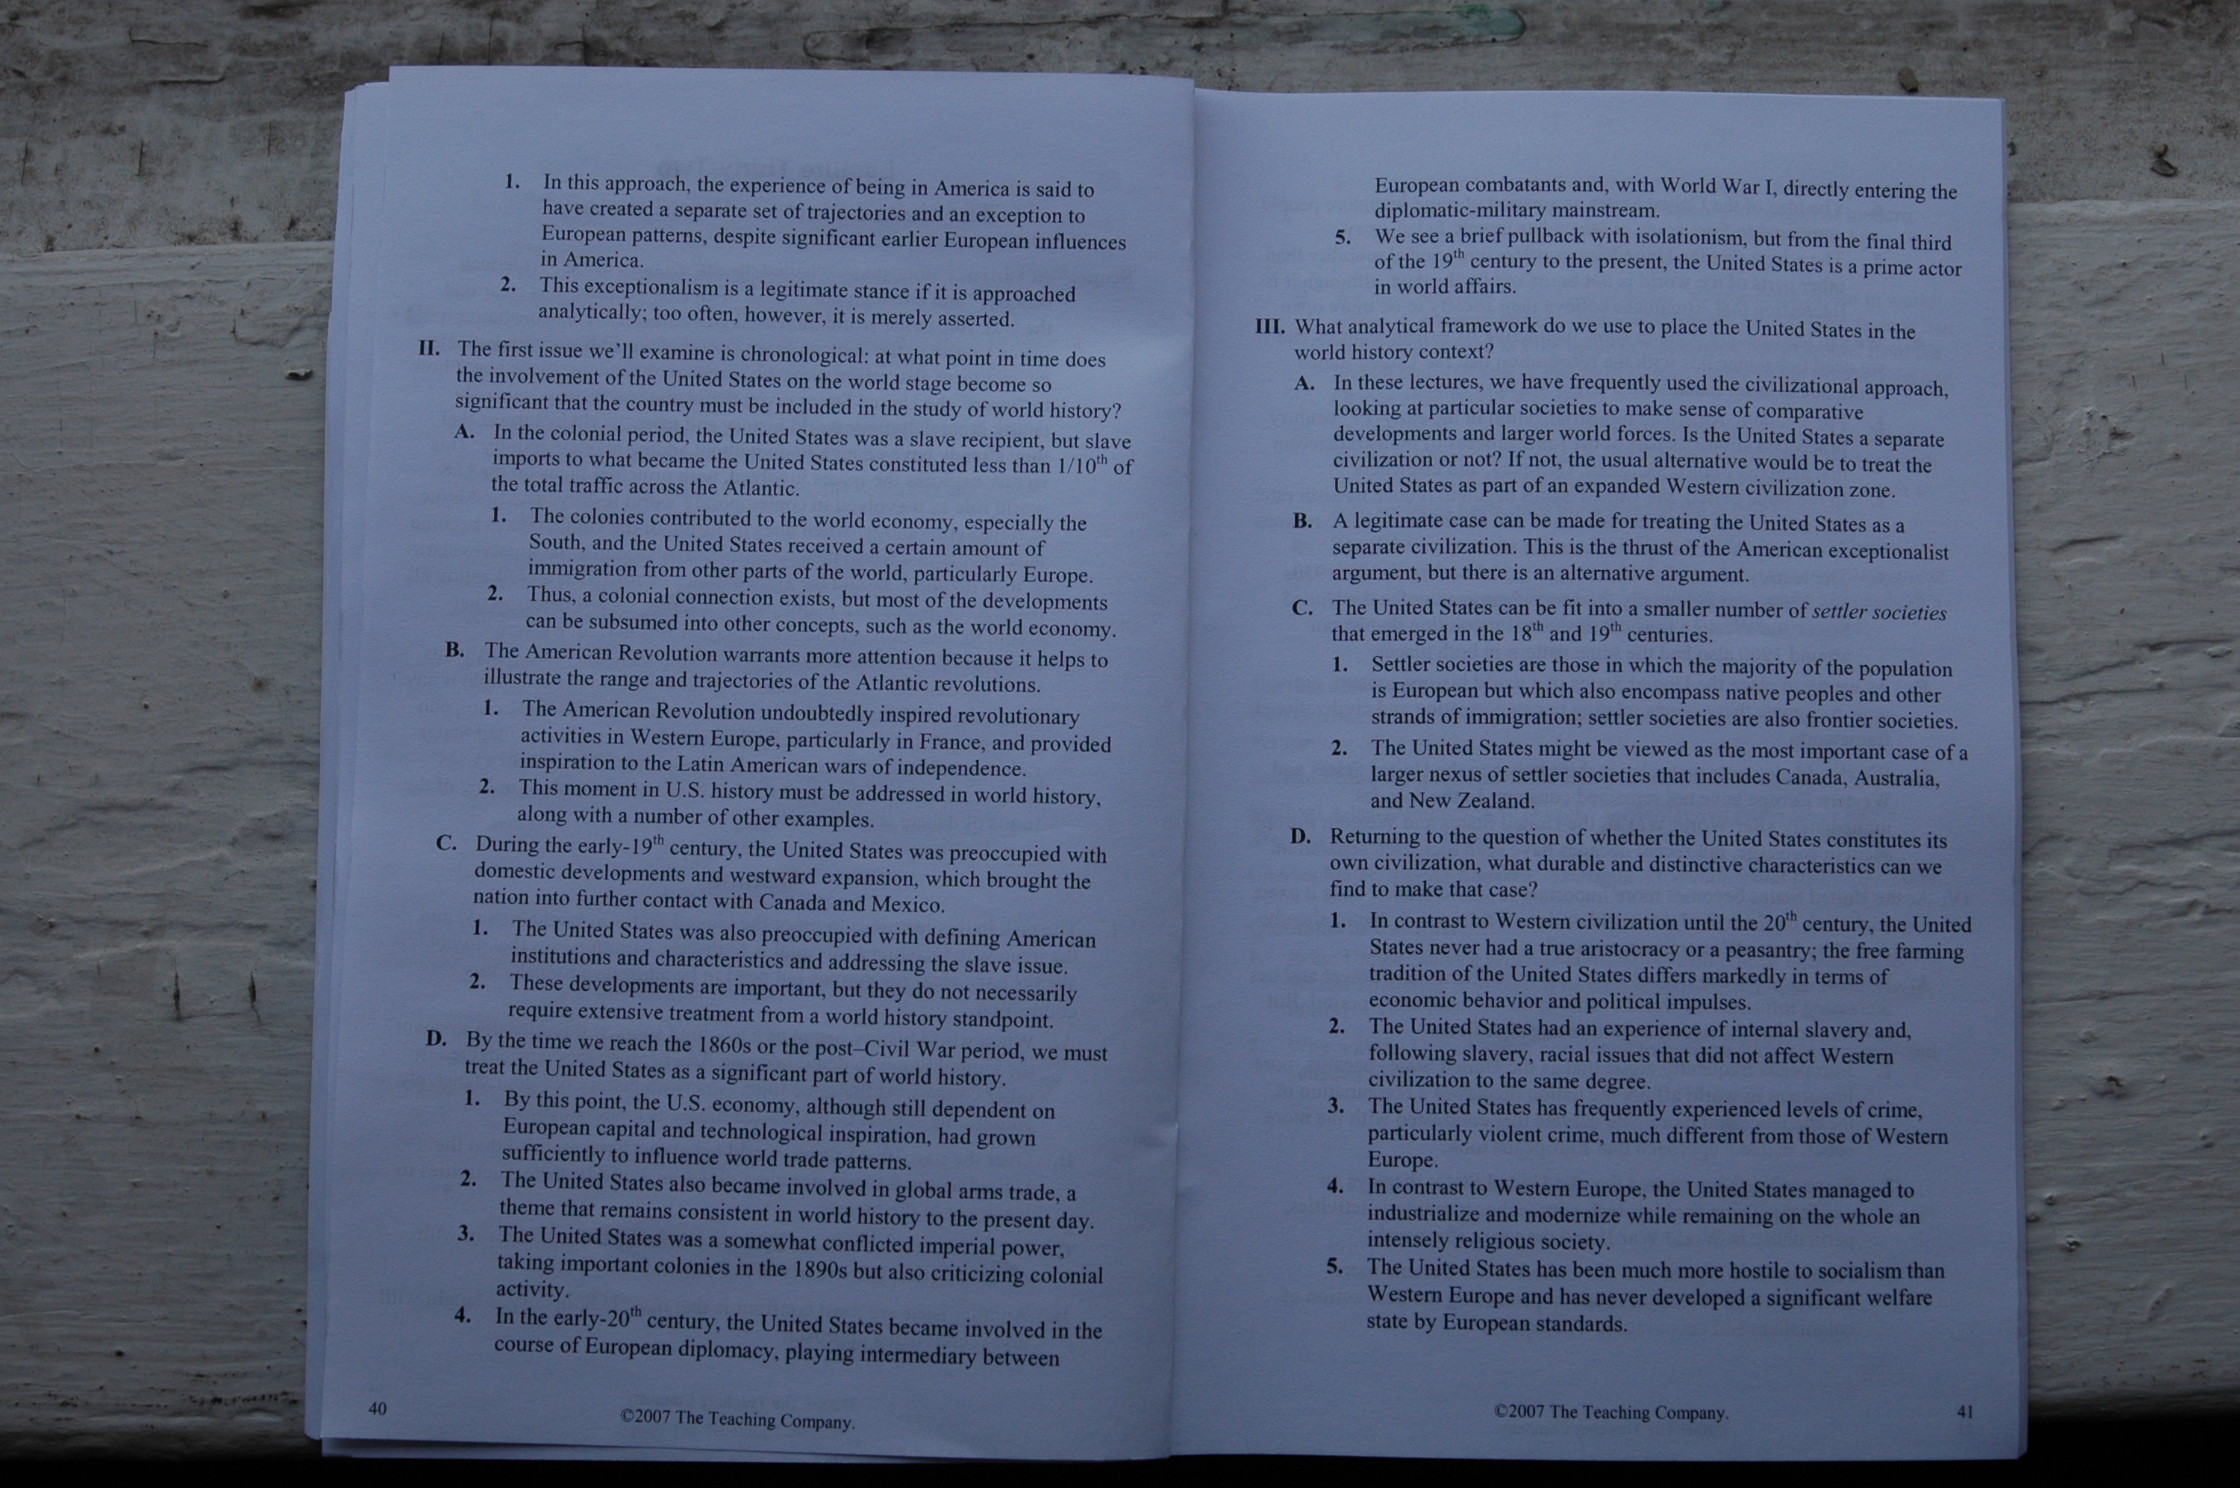 1. In this approach, the experience of being in America is said to
have created a separate set of trajectories and an exception to
European patterns, despite significant earlier European influences
in America.
2. This exceptionalism is a legitimate stance if it is approached
analytically; too often, however, it is merely asserted.
II. The first issue we'll examine is chronological: at what point in time does
the involvement of the United States on the world stage become so
significant that the country must be included in the study of world history?
A. In the colonial period, the United States was a slave recipient, but slave
imports to what became the United States constituted less than 1/10th of
the total traffic across the Atlantic.
1. The colonies contributed to the world economy, especially the
South, and the United States received a certain amount of
immigration from other parts of the world, particularly Europe.
2. Thus, a colonial connection exists, but most of the developments
can be subsumed into other concepts, such as the world economy.
B. The American Revolution warrants more attention because it helps to
illustrate the range and trajectories of the Atlantic revolutions.
1. The American Revolution undoubtedly inspired revolutionary
activities in Western Europe, particularly in France, and provided
inspiration to the Latin American wars of independence.
2. This moment in U.S. history must be addressed in world history,
along with a number of other examples.
C. During the early-19th century, the United States was preoccupied with
domestic developments and westward expansion, which brought the
nation into further contact with Canada and Mexico.
1. The United States was also preoccupied with defining American
institutions and characteristics and addressing the slave issue.
2. These developments are important, but they do not necessarily
require extensive treatment from a world history standpoint.
D. By the time we reach the 1860s or the post–Civil War period, we must
treat the United States as a significant part of world history.
1. By this point, the U.S. economy, although still dependent on
European capital and technological inspiration, had grown
sufficiently to influence world trade patterns.
2. The United States also became involved in global arms trade, a
theme that remains consistent in world history to the present day.
3. The United States was a somewhat conflicted imperial power,
taking important colonies in the 1890s but also criticizing colonial
activity.
4. In the early-20th century, the United States became involved in the
course of European diplomacy, playing intermediary between
40
©2007 The Teaching Company.
European combatants and, with World War I, directly entering the
diplomatic-military mainstream.
5. We see a brief pullback with isolationism, but from the final third
of the 19th century to the present, the United States is a prime actor
in world affairs.
III. What analytical framework do we use to place the United States in the
world history context?
A. In these lectures, we have frequently used the civilizational approach,
looking at particular societies to make sense of comparative
developments and larger world forces. Is the United States a separate
civilization or not? If not, the usual alternative would be to treat the
United States as part of an expanded Western civilization zone.
B. A legitimate case can be made for treating the United States as a
separate civilization. This is the thrust of the American exceptionalist
argument, but there is an alternative argument.
C. The United States can be fit into a smaller number of settler societies
that emerged in the 18th and 19th centuries.
1. Settler societies are those in which the majority of the population
is European but which also encompass native peoples and other
strands of immigration; settler societies are also frontier societies.
2. The United States might be viewed as the most important case of a
larger nexus of settler societies that includes Canada, Australia,
and New Zealand.
D. Returning to the question of whether the United States constitutes its
own civilization, what durable and distinctive characteristics can we
find to make that case?
1. In contrast to Western civilization until the 20th century, the United
States never had a true aristocracy or a peasantry; the free farming
tradition of the United States differs markedly in terms of
economic behavior and political impulses.
2. The United States had an experience of internal slavery and,
following slavery, racial issues that did not affect Western
civilization to the same degree.
3. The United States has frequently experienced levels of crime,
particularly violent crime, much different from those of Western
Europe.
4. In contrast to Western Europe, the United States managed to
industrialize and modernize while remaining on the whole an
intensely religious society.
5. The United States has been much more hostile to socialism than
Western Europe and has never developed a significant welfare
state by European standards.
©2007 The Teaching Company.
41